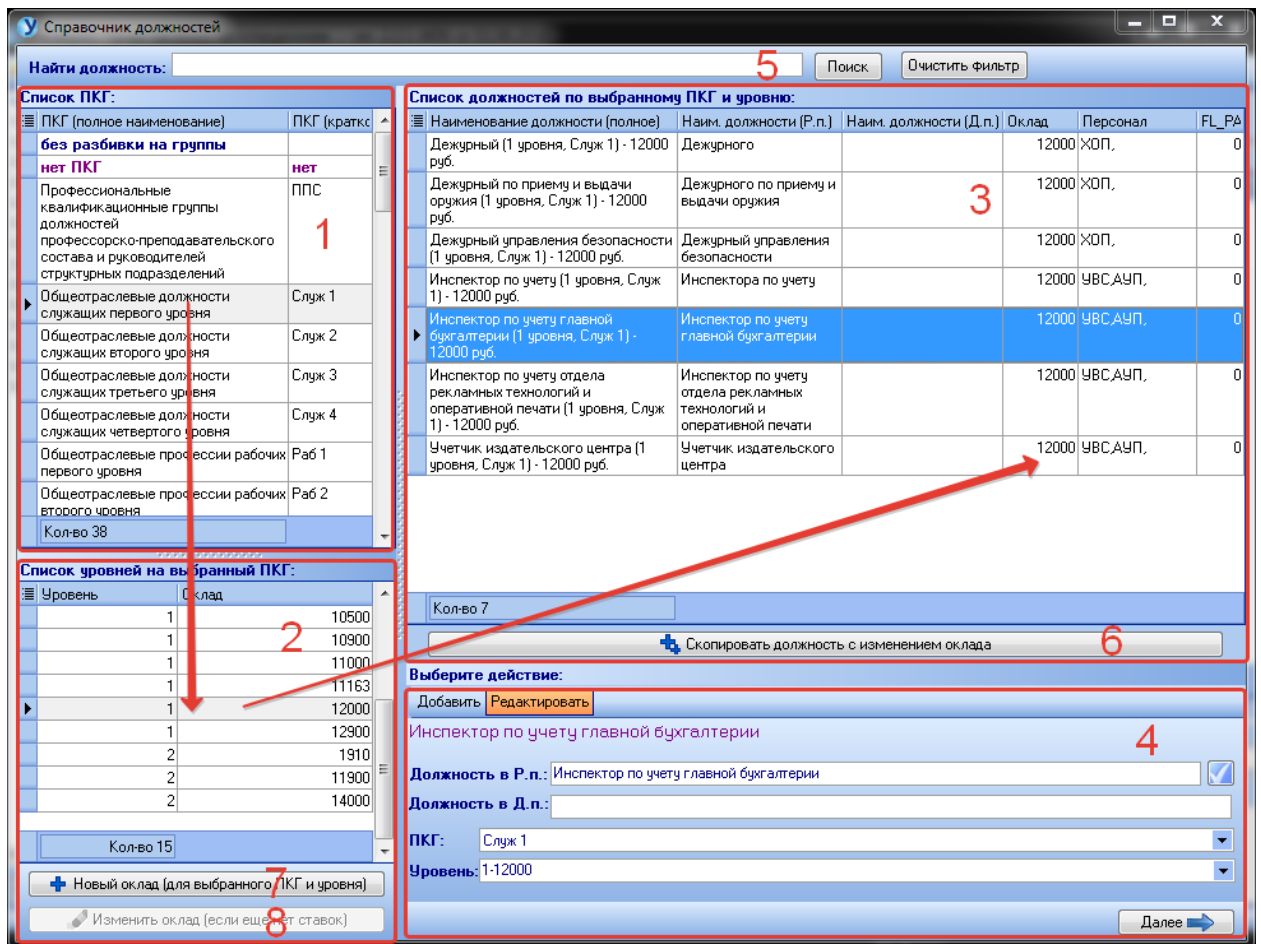 Справочник должностей
Найти должность:
5
Поиск
Очистить фильтр
Список ПКГ:
ПКГ (полное наименование) ПКГ (кратко
без разбивки на группы
нет ПКГ нет
Профессиональные ППС
квалификационные группы
должностей
профессорско-преподавательского
состава и руководителей
структурных подразделений
1
Общеотраслевые должности Служ 1
служащих первого уровня
Общеотраслевые должности Служ 2
служащих второго уровня
Общеотраслевые должности Служ 3
служащих третьего уровня
Общеотраслевые должности Служ 4
служащих четвертого уровня
Общеотраслевые профессии рабочих Раб 1
первого уровня
Общеотраслевые профессии рабочих Раб 2
второго уровня
Кол-во 38
Список уровней на выбранный ПКГ:
Уровень Оклад
1 10500
1 10900
1 11000
1 11163
1 12000
1 12900
2 1910
2 11900
2 14000
2
Кол-во 15
Новый оклад (для выбранного ПКГ и уровня)
7
Изменить оклад (если еще нет ставок)
8
Список должностей по выбранному ПКГ и уровню:
Наименование должности (полное) Наим. должности (Р.п.) Наим. должности (Д.п.) Оклад Персонал FL_PA
Дежурный (1 уровня, Служ 1) - 12000 Дежурного 12000 ХОП, 0
руб.
Дежурный по приему и выдачи Дежурного по приему и 12000 ХОП, 0
оружия (1 уровня, Служ 1) - 12000 выдачи оружия
руб.
3
Дежурный управления безопасности Дежурный управления 12000 ХОП, 0
(1 уровня, Служ 1) - 12000 руб. безопасности
Инспектор по учету (1 уровня, Служ Инспектора по учету 12000 УВС,АУП, 0
1) - 12000 руб.
Инспектор по учету главной Инспектор по учету 12000 УВС,АУП, 0
бухгалтерии (1 уровня, Служ 1) - главной бухгалтерии
12000 руб.
Инспектор по учету отдела Инспектор по учету 12000 УВС,АУП, 0
рекламных технологий и отдела рекламных
оперативной печати (1 уровня, Служ технологий и
1) - 12000 руб. оперативной печати
Учетчик издательского центра (1 Учетчик издательского 12000 УВС,АУП, 0
уровня, Служ 1) - 12000 руб. центра
Кол-во 7
Скопировать должность с изменением оклада
6
Выберите действие:
Добавить Редактировать
Инспектор по учету главной бухгалтерии
4
Должность в Р.п.: Инспектор по учету главной бухгалтерии
Должность в Д.п.:
ПКГ: Служ 1
Уровень: 1-12000
Далее